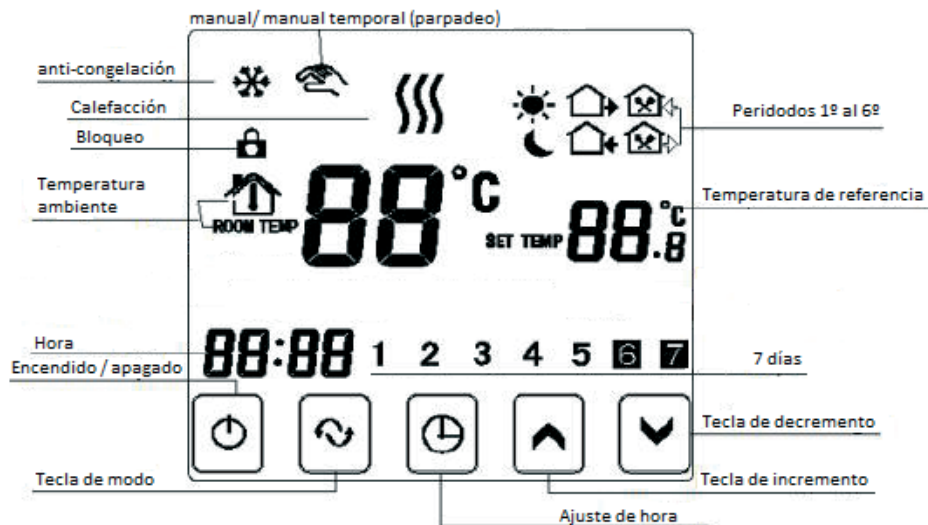 manual/ manual temporal (parpadeo)
anti-congelación
Calefacción
Peridodos 1º al 6º
Bloqueo
Temperatura
ambiente
88 °C
Temperatura de referencia
ROOM TEMP
SET TEMP 88.8 °C
Hora
88:88
1 2 3 4 5 6 7
7 días
Encendido / apagado
Tecla de decremento
Tecla de modo
Tecla de incremento
Ajuste de hora